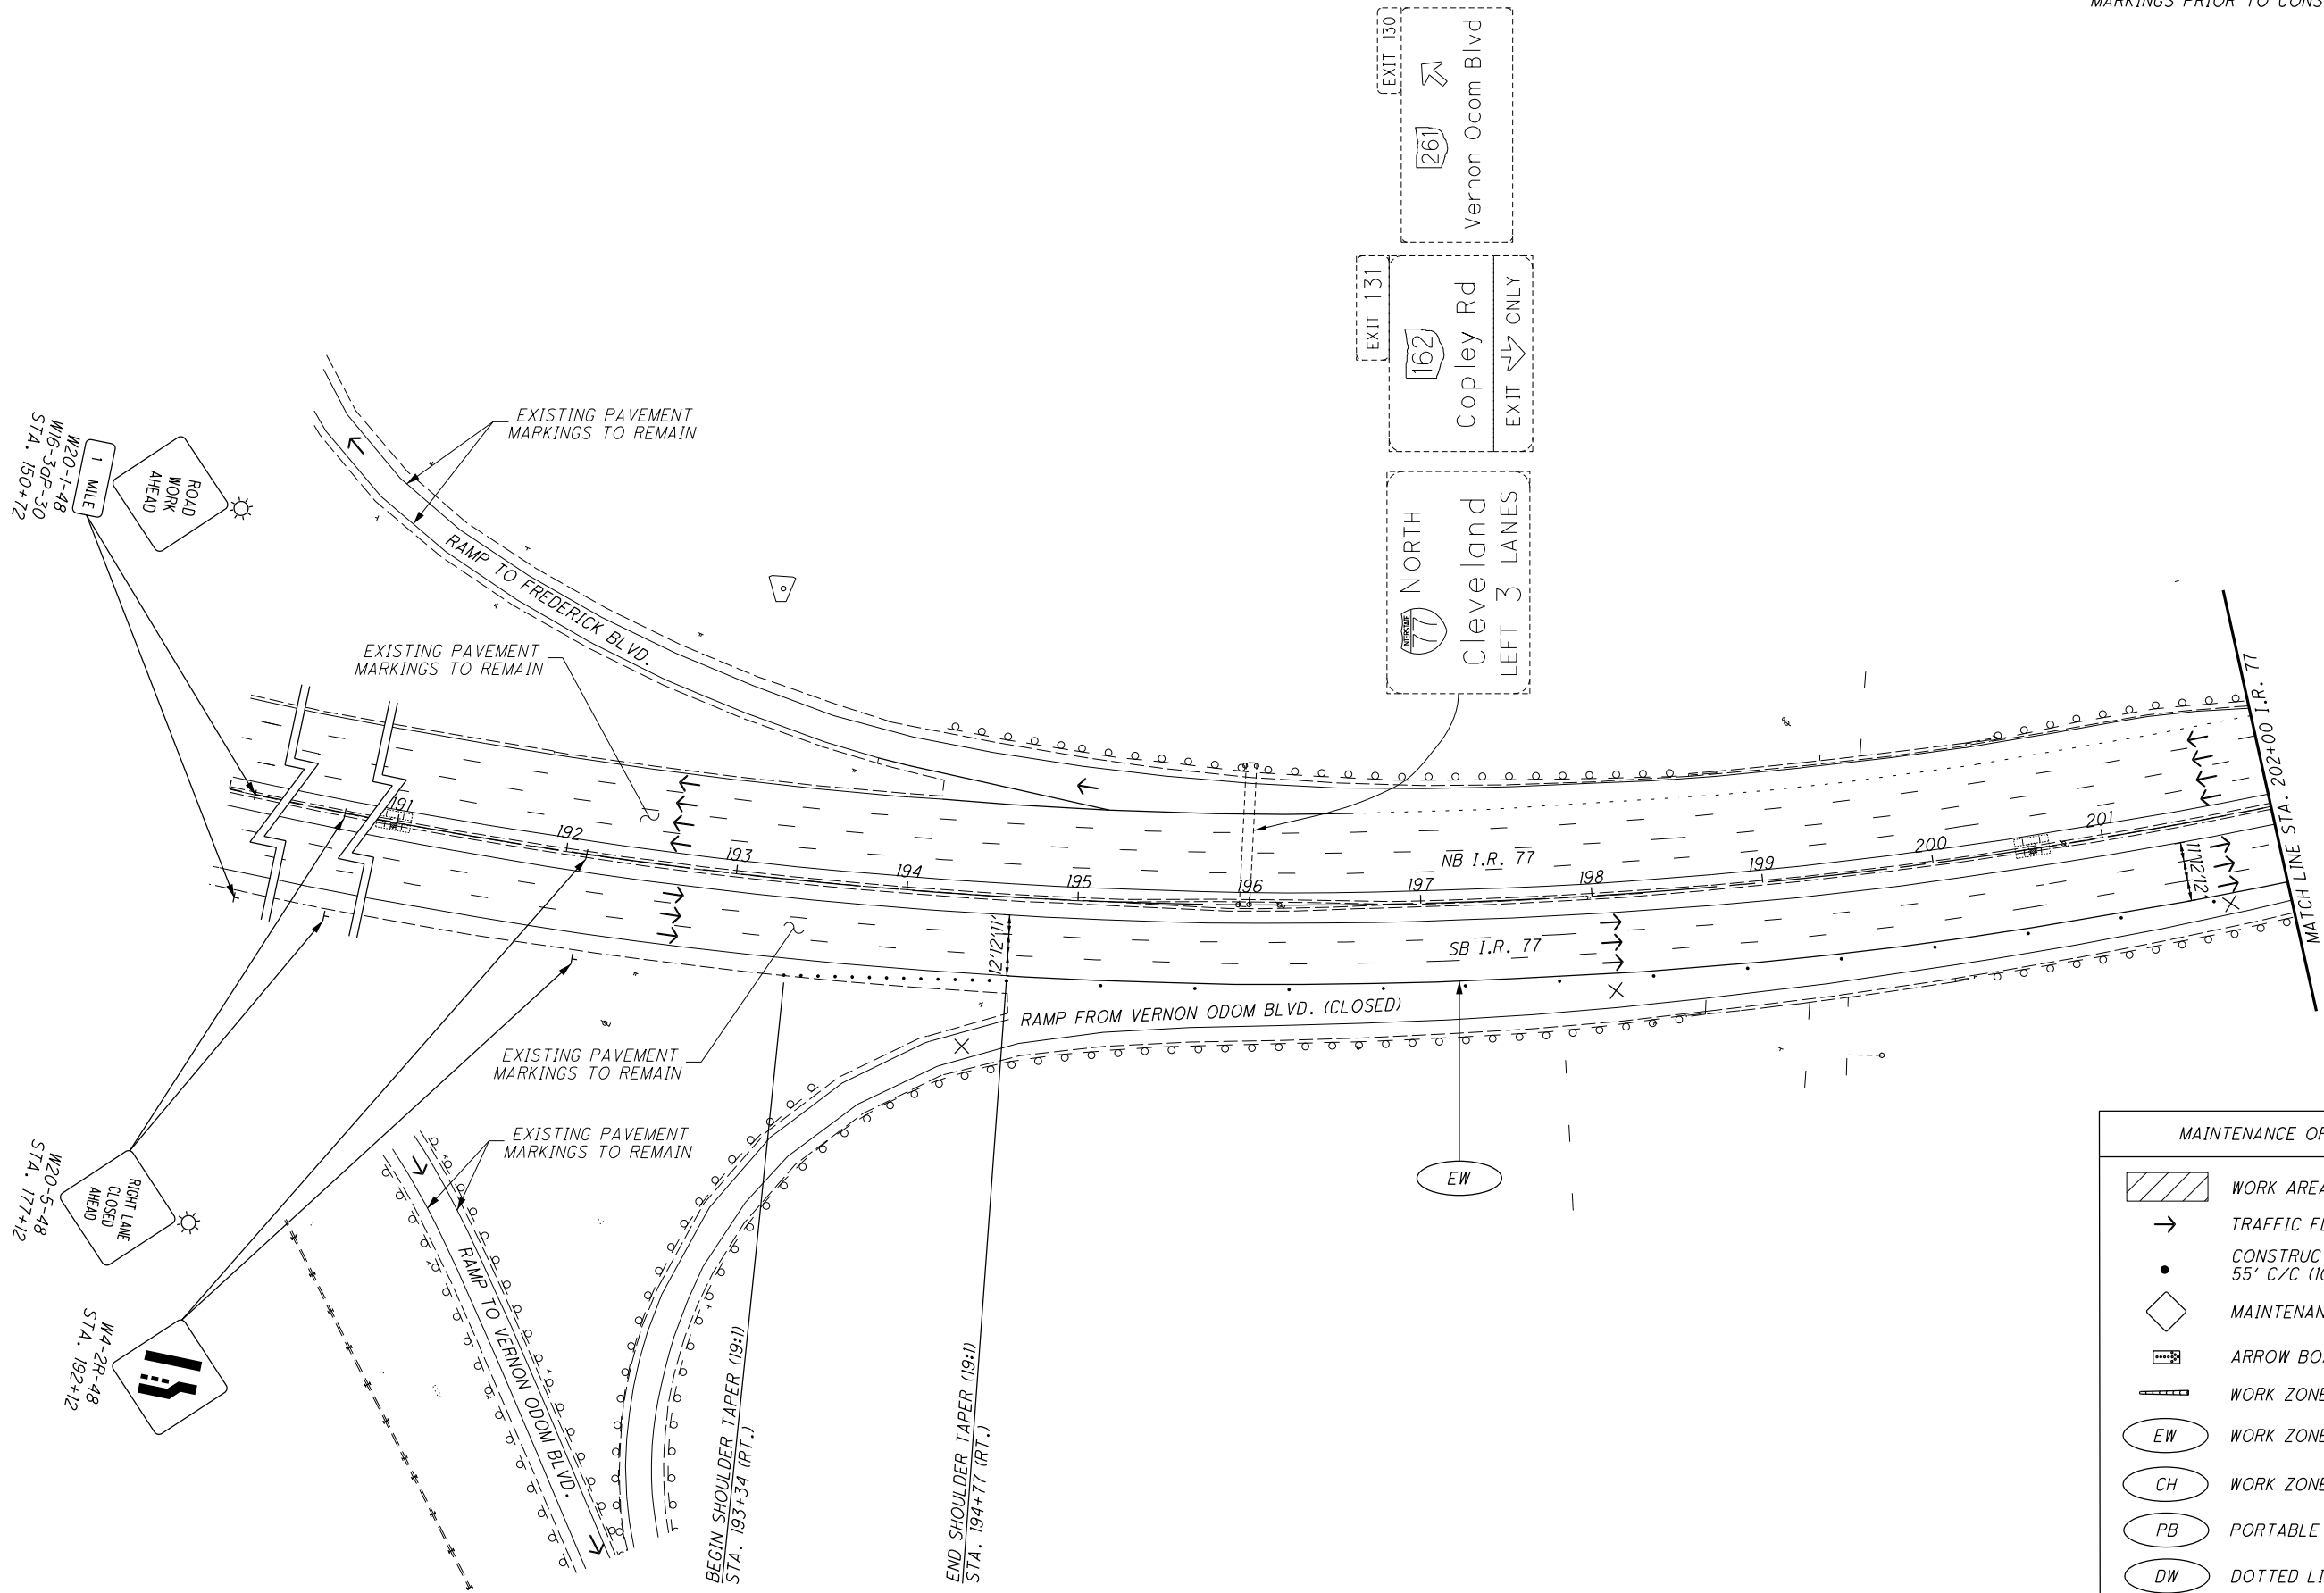 MARKINGS PRIOR TO CONS
EXIT 130
261
Vernon Odom Blvd
EXIT 131
162
Copley Rd
EXIT ONLY
INTERSTATE
77
NORTH
Cleveland
LEFT 3 LANES
EXISTING PAVEMENT
MARKINGS TO REMAIN
ROAD
WORK
AHEAD
1 MILE
W20-1-48
W16-3aP-30
STA. 150+72
RAMP TO FREDERICK BLVD.
EXISTING PAVEMENT
MARKINGS TO REMAIN
191
192
193
194
195
196
197
198
199
200
201
NB I.R. 77
SB I.R. 77
12' 12' 11'
11' 12' 12'
MATCH LINE STA. 202+00 I.R. 77
RAMP FROM VERNON ODOM BLVD. (CLOSED)
EXISTING PAVEMENT
MARKINGS TO REMAIN
EXISTING PAVEMENT
MARKINGS TO REMAIN
EW
RIGHT LANE
CLOSED
AHEAD
W20-5-48
STA. 177+12
W4-2R-48
STA. 192+12
RAMP TO VERNON ODOM BLVD.
BEGIN SHOULDER TAPER (19:1)
STA. 193+34 (RT.)
END SHOULDER TAPER (19:1)
STA. 194+77 (RT.)
MAINTENANCE OF
WORK AREA
TRAFFIC FL
CONSTRUC
55' C/C (10
MAINTENAN
ARROW BO
WORK ZONE
EW WORK ZONE
CH WORK ZONE
PB PORTABLE
DW DOTTED LI